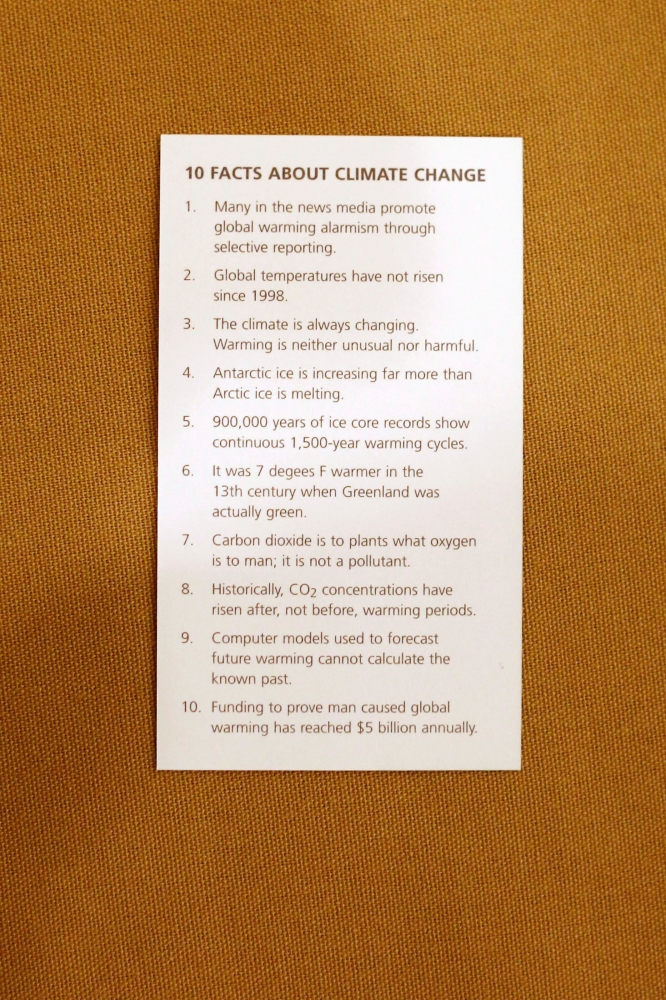 10 FACTS ABOUT CLIMATE CHANGE
1. Many in the news media promote
global warming alarmism through
selective reporting.
2. Global temperatures have not risen
since 1998.
3. The climate is always changing.
Warming is neither unusual nor harmful.
4. Antarctic ice is increasing far more than
Arctic ice is melting.
5. 900,000 years of ice core records show
continuous 1,500-year warming cycles.
6. It was 7 degees F warmer in the
13th century when Greenland was
actually green.
7. Carbon dioxide is to plants what oxygen
is to man; it is not a pollutant.
8. Historically, CO2 concentrations have
risen after, not before, warming periods.
9. Computer models used to forecast
future warming cannot calculate the
known past.
10. Funding to prove man caused global
warming has reached $5 billion annually.